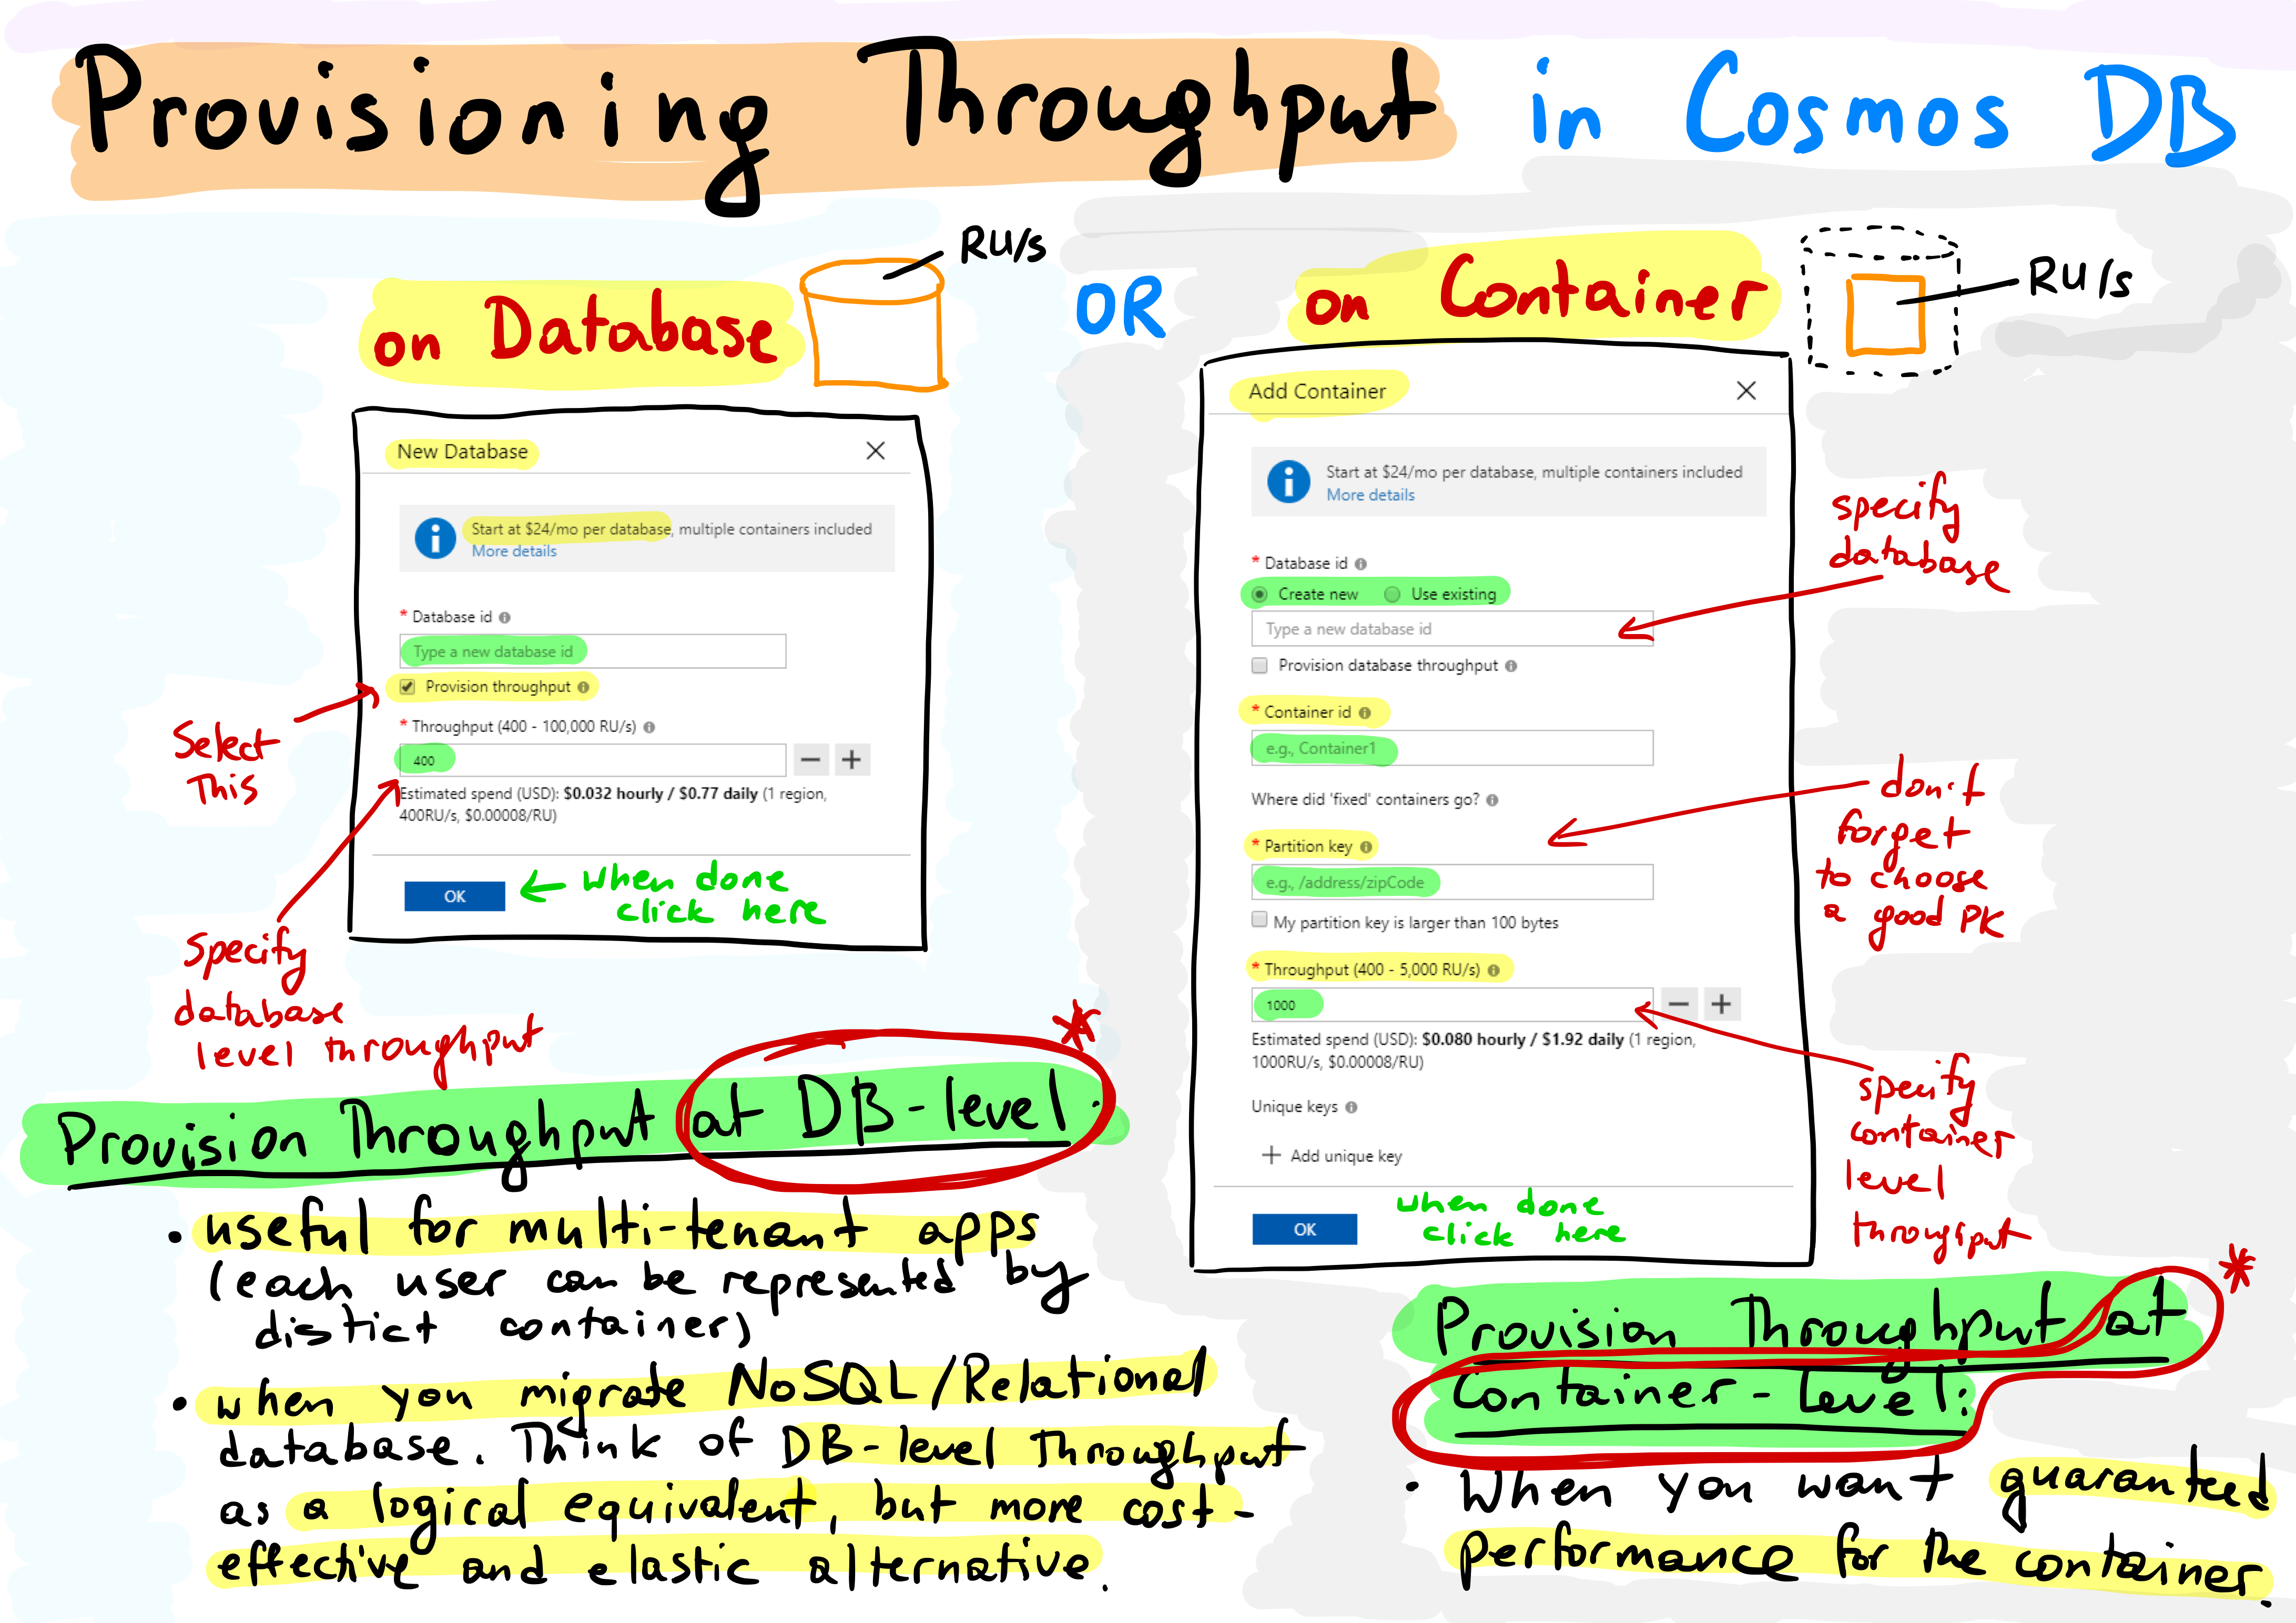 Provisioning Throughput in Cosmos DB
on Database
RU/s
OR
on Container
RU/s
New Database
Start at $24/mo per database, multiple containers included
More details
* Database id
Type a new database id
Provision throughput
* Throughput (400 - 100,000 RU/s)
400
Estimated spend (USD): $0.032 hourly / $0.77 daily (1 region,
400RU/s, $0.00008/RU)
OK
when done
click here
Select
This
Specify
database
level throughput
Provision Throughput at DB-level:
• useful for multi-tenant apps
(each user can be represented by
distict container)
• when you migrate NoSQL/Relational
database. Think of DB-level Throughput
as a logical equivalent, but more cost-
effective and elastic alternative.
Add Container
Start at $24/mo per database, multiple containers included
More details
* Database id
Create new Use existing
Type a new database id
Provision database throughput
* Container id
e.g., Container1
Where did 'fixed' containers go?
* Partition key
e.g., /address/zipCode
My partition key is larger than 100 bytes
* Throughput (400 - 5,000 RU/s)
1000
Estimated spend (USD): $0.080 hourly / $1.92 daily (1 region,
1000RU/s, $0.00008/RU)
Unique keys
+ Add unique key
OK
when done
click here
specify
database
don't
forget
to choose
a good PK
specify
container
level
throughput
Provision Throughput at
Container-Level:
• When you want guaranteed
performance for the container.